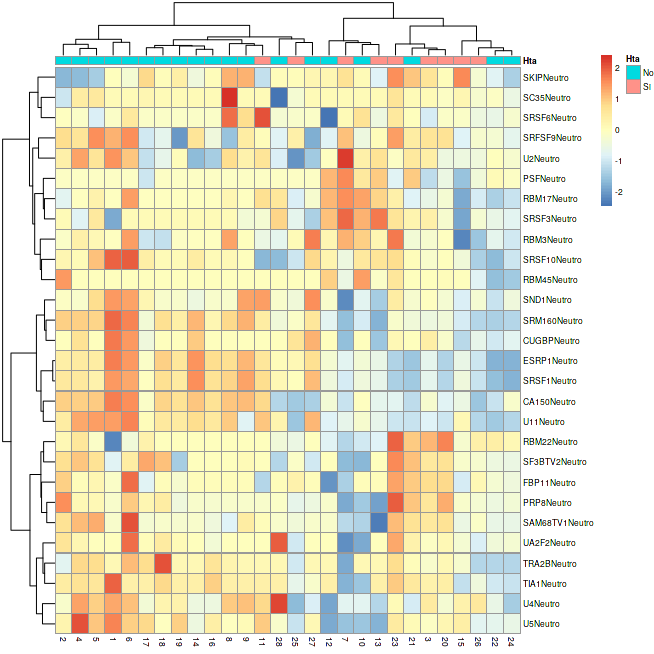 Hta
SKIPNeutro
SC35Neutro
SRSF6Neutro
SRFSF9Neutro
U2Neutro
PSFNeutro
RBM17Neutro
SRSF3Neutro
RBM3Neutro
SRSF10Neutro
RBM45Neutro
SND1Neutro
SRM160Neutro
CUGBPNeutro
ESRP1Neutro
SRSF1Neutro
CA150Neutro
U11Neutro
RBM22Neutro
SF3BTV2Neutro
FBP11Neutro
PRP8Neutro
SAM68TV1Neutro
UA2F2Neutro
TRA2BNeutro
TIA1Neutro
U4Neutro
U5Neutro
2 4 5 1 6 17 18 19 14 16 8 9 11 28 25 27 12 7 10 13 23 21 3 20 15 26 22 24
2
1
0
-1
-2
Hta
No
Si